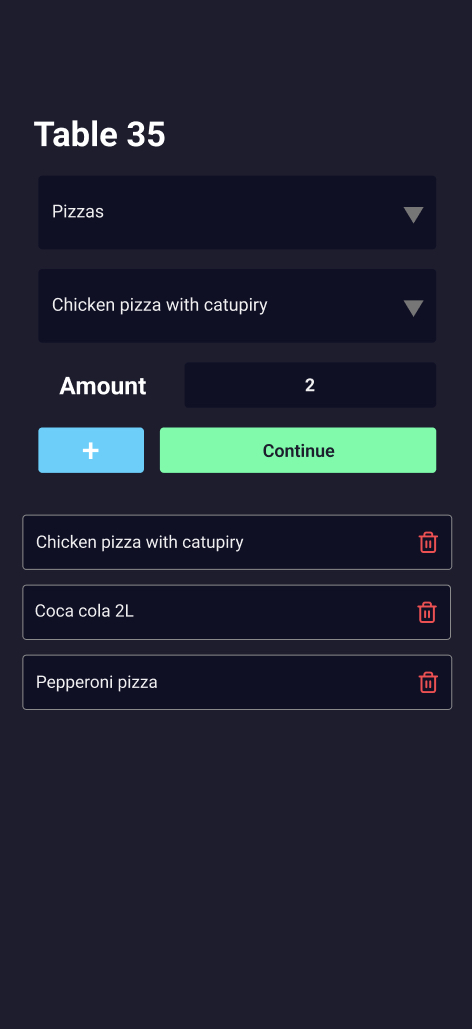 Table 35
Pizzas
Chicken pizza with catupiry
Amount
2
+
Continue
Chicken pizza with catupiry
Coca cola 2L
Pepperoni pizza